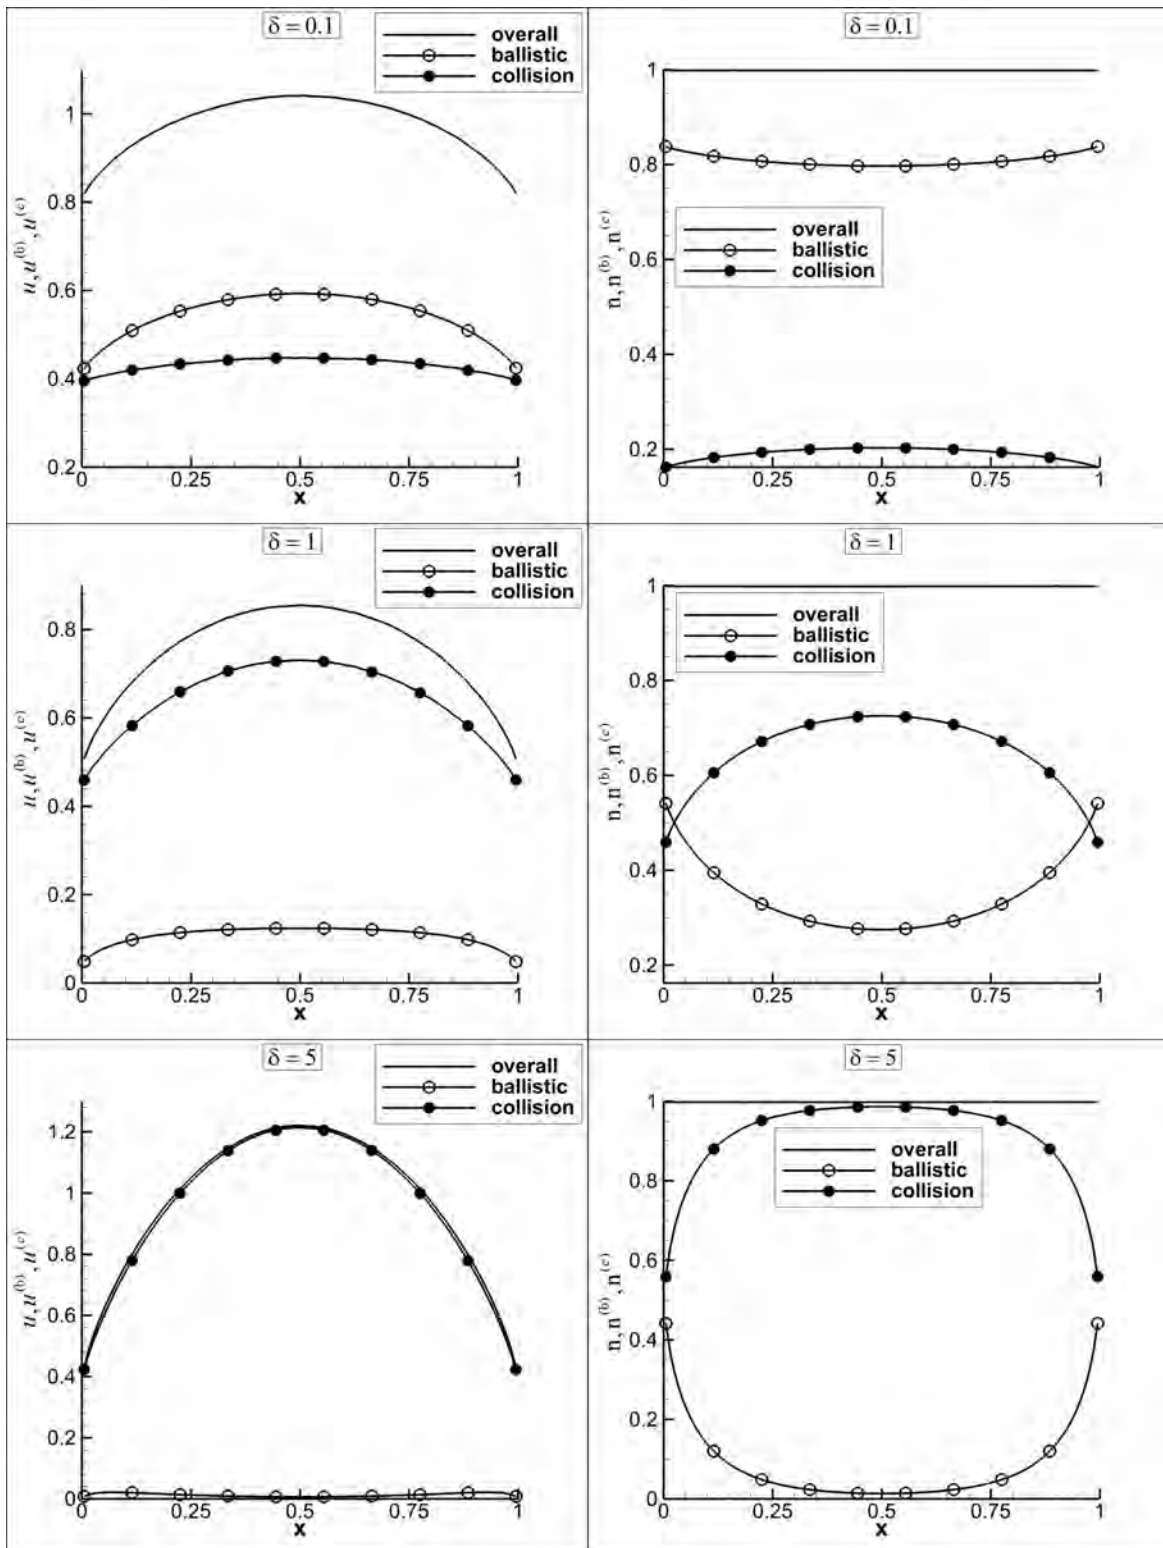 δ = 0.1
overall
ballistic
collision
u, u^(b), u^(c)
1
0.8
0.6
0.4
0.2
0 0.25 0.5 0.75 1
x
δ = 0.1
overall
ballistic
collision
n, n^(b), n^(c)
1
0.8
0.6
0.4
0.2
0 0.25 0.5 0.75 1
x
δ = 1
overall
ballistic
collision
u, u^(b), u^(c)
0.8
0.6
0.4
0.2
0
0 0.25 0.5 0.75 1
x
δ = 1
overall
ballistic
collision
n, n^(b), n^(c)
1
0.8
0.6
0.4
0.2
0 0.25 0.5 0.75 1
x
δ = 5
overall
ballistic
collision
u, u^(b), u^(c)
1.2
1
0.8
0.6
0.4
0.2
0
0 0.25 0.5 0.75 1
x
δ = 5
overall
ballistic
collision
n, n^(b), n^(c)
1
0.8
0.6
0.4
0.2
0
0 0.25 0.5 0.75 1
x